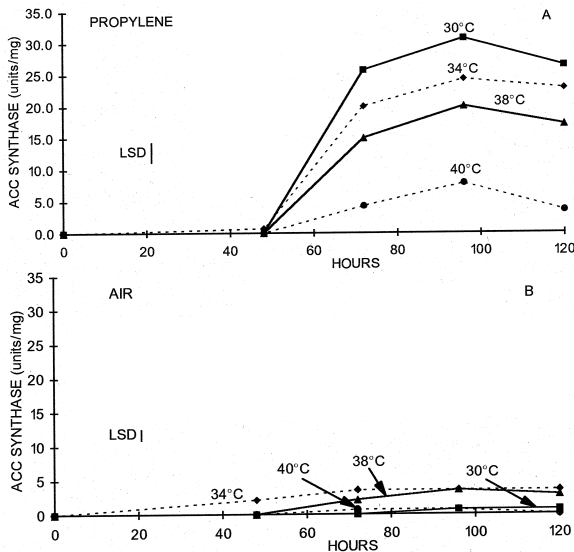 PROPYLENE
A
ACC SYNTHASE (units/mg)
35.0
30.0
25.0
20.0
15.0
10.0
5.0
0.0
30°C
34°C
38°C
40°C
LSD
0 20 40 60 80 100 120
HOURS
AIR
B
ACC SYNTHASE (units/mg)
35
30
25
20
15
10
5
0
LSD
34°C
40°C
38°C
30°C
0 20 40 60 80 100 120
HOURS